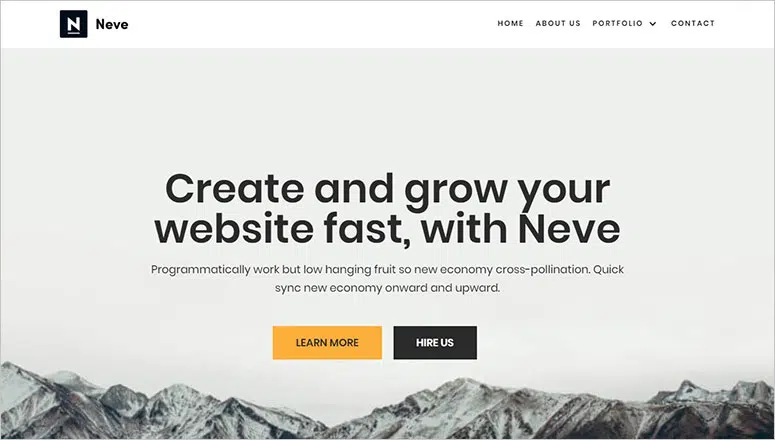 N Neve
HOME ABOUT US PORTFOLIO CONTACT
Create and grow your
website fast, with Neve
Programmatically work but low hanging fruit so new economy cross-pollination. Quick
sync new economy onward and upward.
LEARN MORE HIRE US